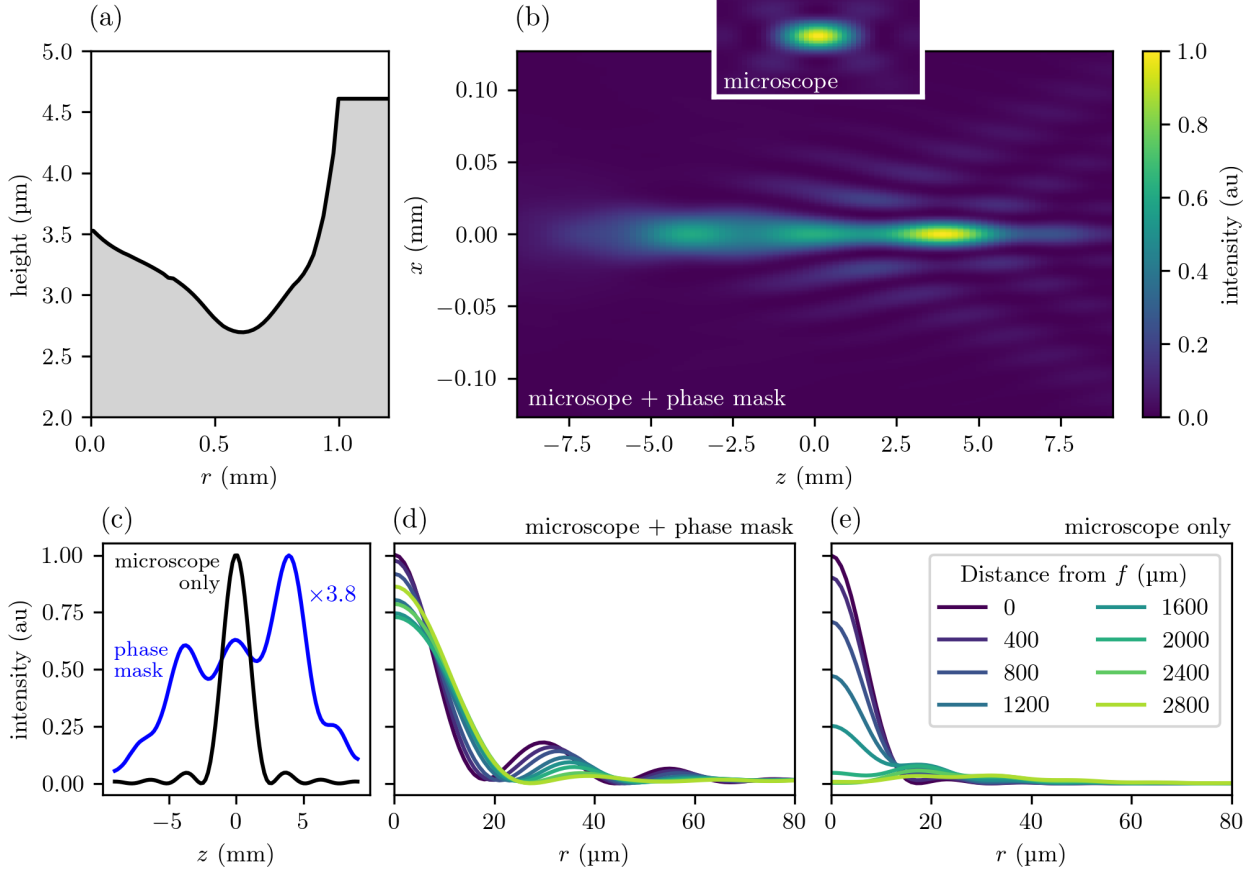 (a)
5.0
4.5
4.0
3.5
3.0
2.5
2.0
height (µm)
0.0
0.5
1.0
r (mm)
(b)
microscope
microsope + phase mask
0.10
0.05
0.00
−0.05
−0.10
x (mm)
−7.5
−5.0
−2.5
0.0
2.5
5.0
7.5
z (mm)
1.0
0.8
0.6
0.4
0.2
0.0
intensity (au)
(c)
1.00
0.75
0.50
0.25
0.00
intensity (au)
microscope
only
×3.8
phase
mask
−5
0
5
z (mm)
(d)
microscope + phase mask
0
20
40
60
80
r (µm)
(e)
microscope only
Distance from f (µm)
0
400
800
1200
1600
2000
2400
2800
0
20
40
60
80
r (µm)